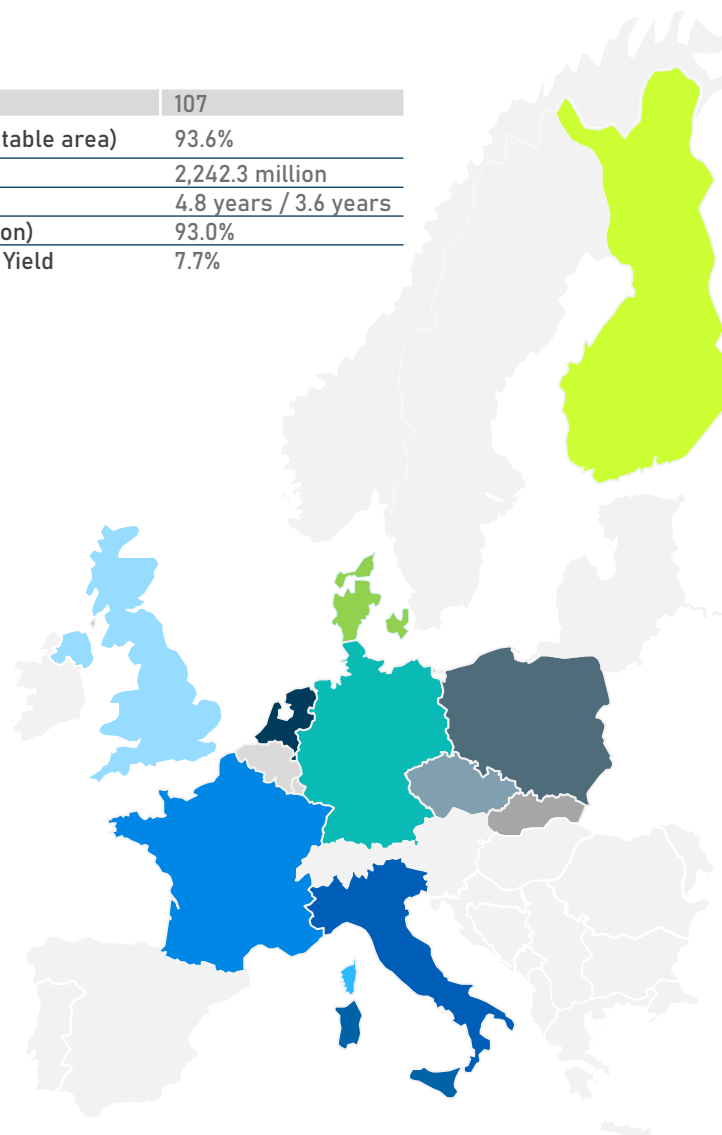 107
table area) 93.6%
2,242.3 million
4.8 years / 3.6 years
on) 93.0%
Yield 7.7%